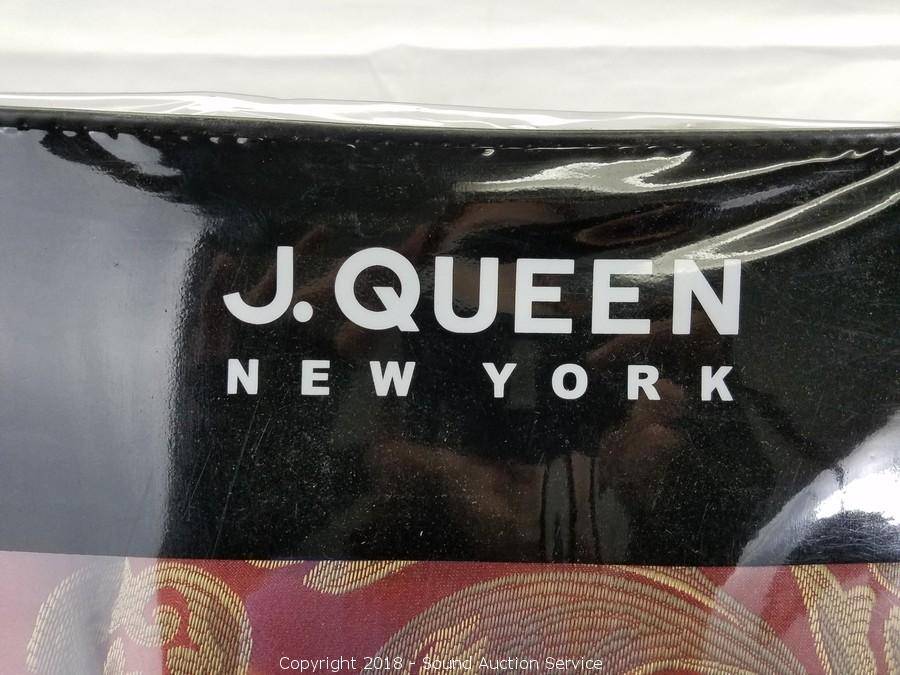 J.QUEEN
NEW YORK
Copyright 2018 - Sound Auction Service